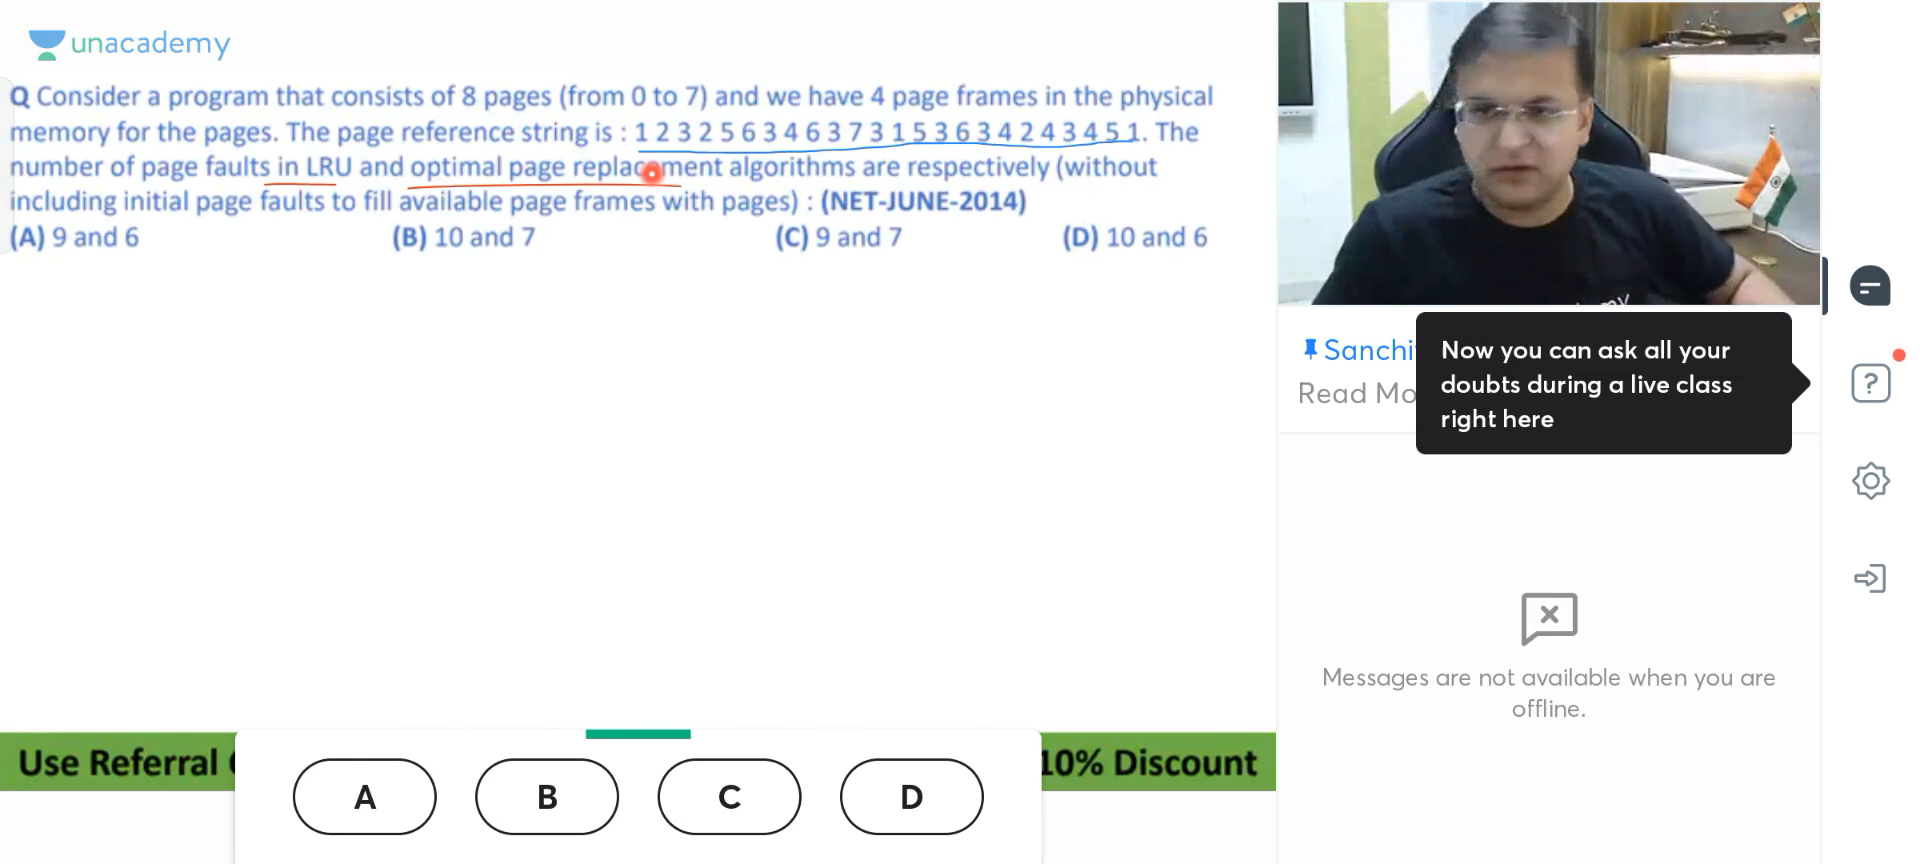 unacademy
Q Consider a program that consists of 8 pages (from 0 to 7) and we have 4 page frames in the physical
memory for the pages. The page reference string is : 1 2 3 2 5 6 3 4 6 3 7 3 1 5 3 6 3 4 2 4 3 4 5 1. The
number of page faults in LRU and optimal page replacement algorithms are respectively (without
including initial page faults to fill available page frames with pages) : (NET-JUNE-2014)
(A) 9 and 6 (B) 10 and 7 (C) 9 and 7 (D) 10 and 6
Sanchi
Read Mo
Now you can ask all your
doubts during a live class
right here
?
Messages are not available when you are
offline.
Use Referral 10% Discount
A B C D